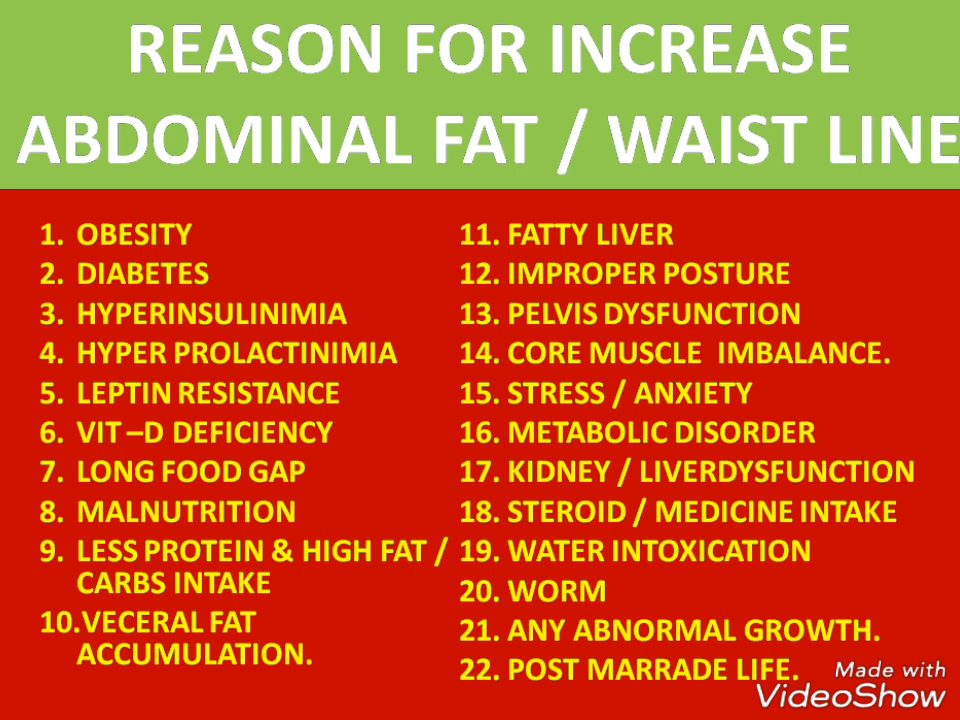 REASON FOR INCREASE
ABDOMINAL FAT / WAIST LINE
1. OBESITY
2. DIABETES
3. HYPERINSULINIMIA
4. HYPER PROLACTINIMIA
5. LEPTIN RESISTANCE
6. VIT –D DEFICIENCY
7. LONG FOOD GAP
8. MALNUTRITION
9. LESS PROTEIN & HIGH FAT /
CARBS INTAKE
10.VECERAL FAT
ACCUMULATION.
11. FATTY LIVER
12. IMPROPER POSTURE
13. PELVIS DYSFUNCTION
14. CORE MUSCLE IMBALANCE.
15. STRESS / ANXIETY
16. METABOLIC DISORDER
17. KIDNEY / LIVERDYSFUNCTION
18. STEROID / MEDICINE INTAKE
19. WATER INTOXICATION
20. WORM
21. ANY ABNORMAL GROWTH.
22. POST MARRADE LIFE.
Made with
VideoShow